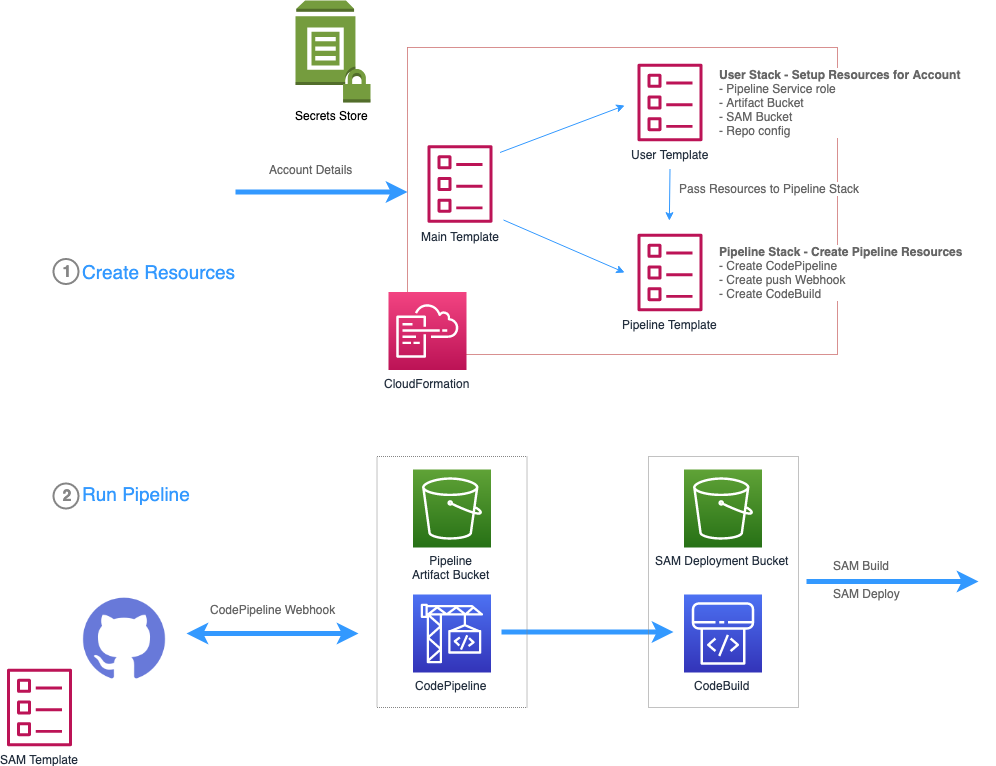 Secrets Store
User Stack - Setup Resources for Account
- Pipeline Service role
- Artifact Bucket
- SAM Bucket
- Repo config
User Template
Account Details
Pass Resources to Pipeline Stack
Main Template
1 Create Resources
Pipeline Stack - Create Pipeline Resources
- Create CodePipeline
- Create push Webhook
- Create CodeBuild
Pipeline Template
CloudFormation
2 Run Pipeline
Pipeline
Artifact Bucket
SAM Deployment Bucket
SAM Build
SAM Deploy
CodePipeline Webhook
</>
</>
CodePipeline
CodeBuild
SAM Template